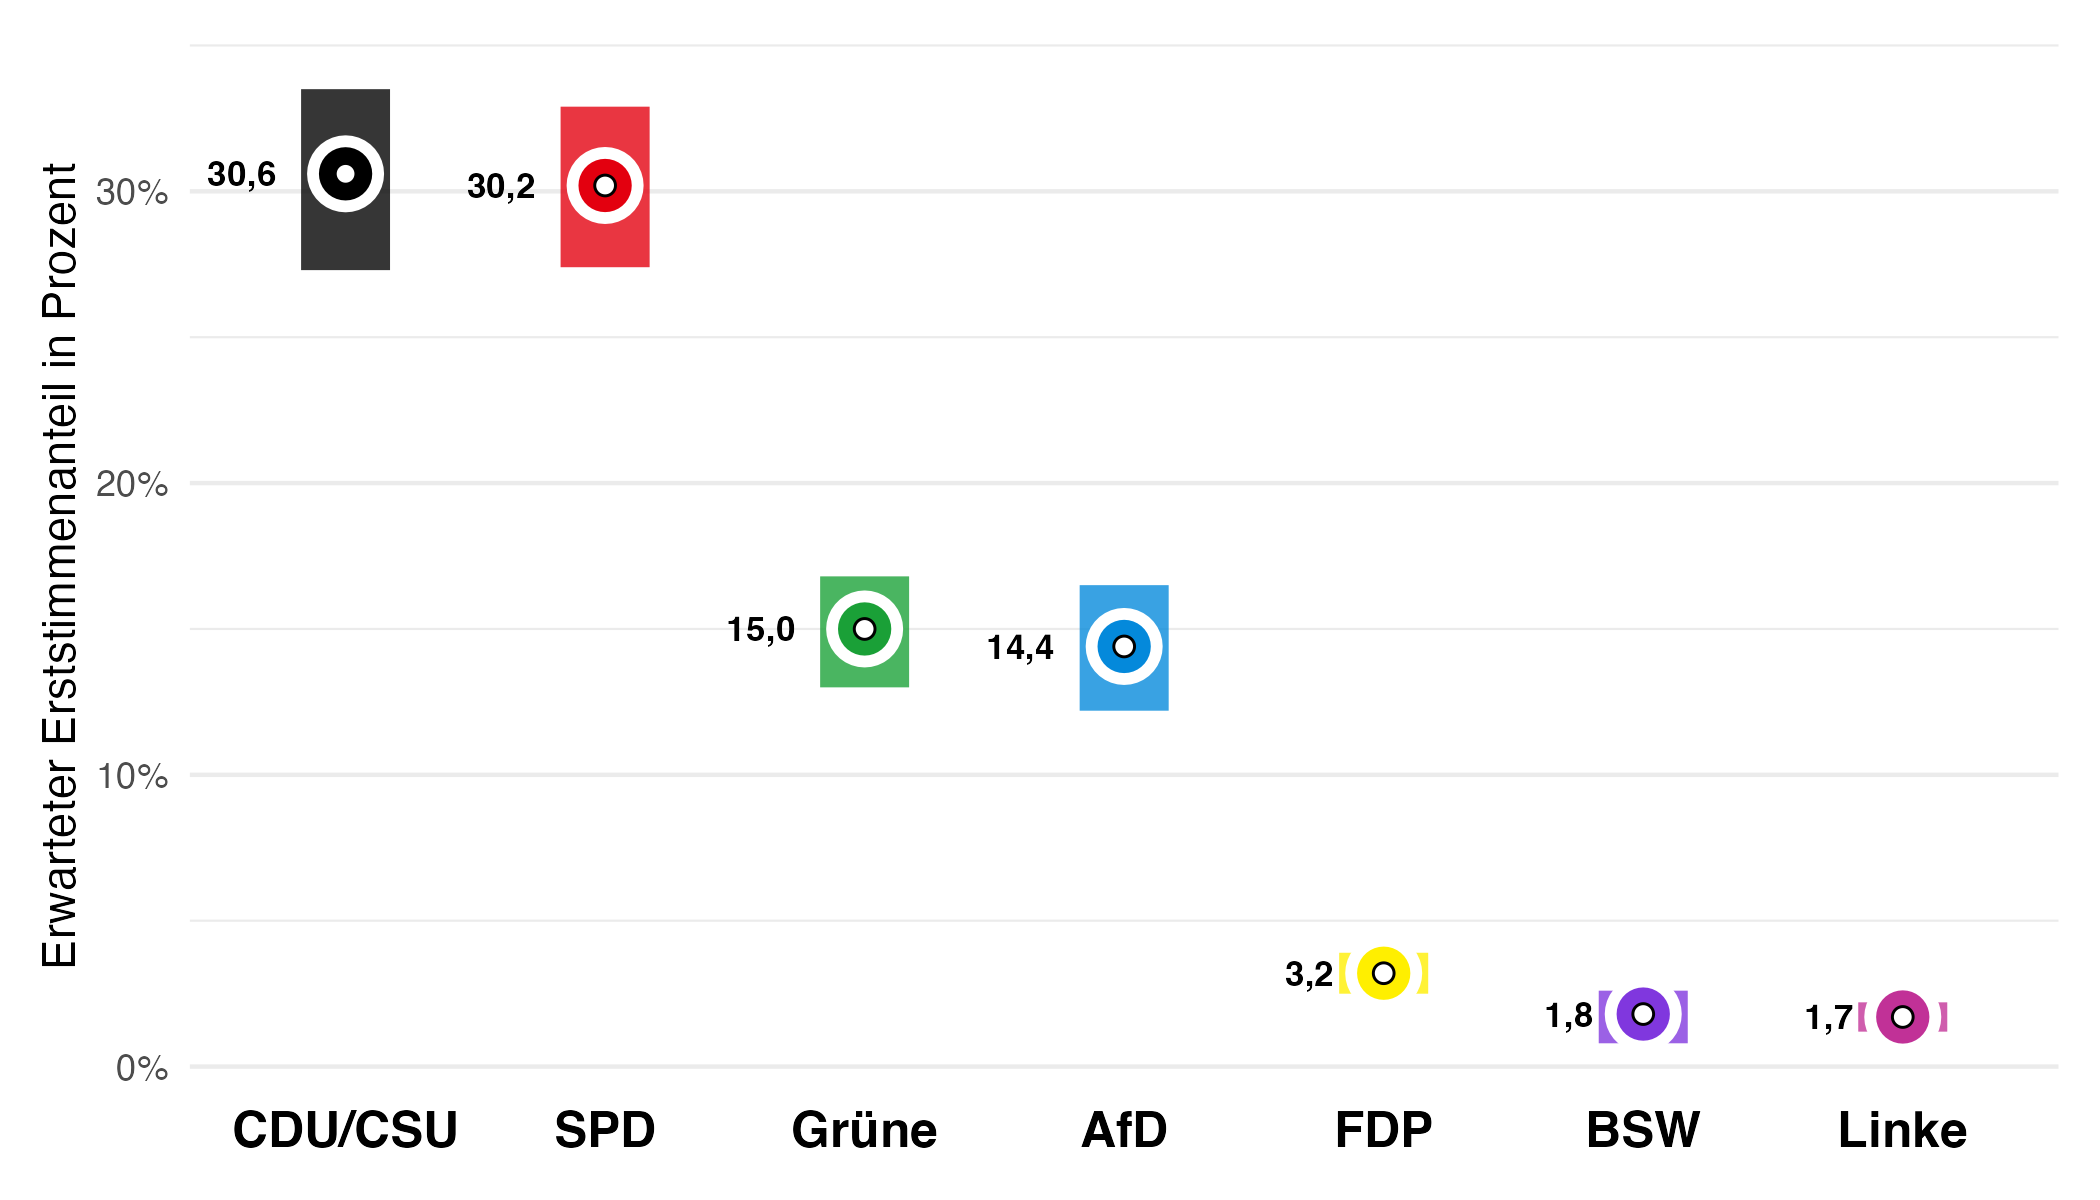 Erwarteter Erststimmenanteil in Prozent
30%
20%
10%
0%
30,6
30,2
15,0
14,4
3,2
1,8
1,7
CDU/CSU
SPD
Grüne
AfD
FDP
BSW
Linke